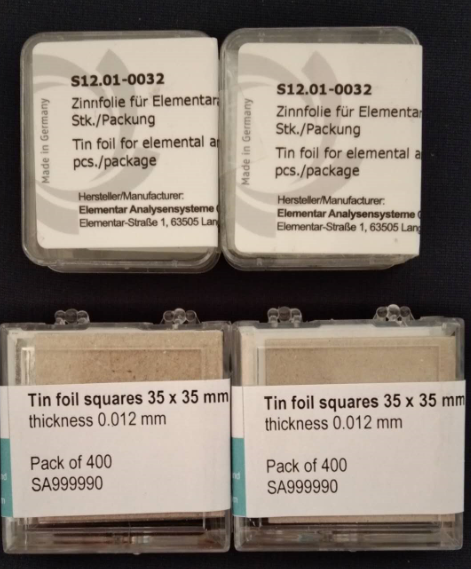 S12.01-0032
Zinnfolie für Elementar
Stk./Packung
Tin foil for elemental a
pcs./package
Hersteller/Manufacturer:
Elementar Analysensysteme
Elementar-Straße 1, 63505 Lan
Made in Germany
S12.01-0032
Zinnfolie für Elementar
Stk./Packung
Tin foil for elemental a
pcs./package
Hersteller/Manufacturer:
Elementar Analysensysteme G
Elementar-Straße 1, 63505 Lang
Made in Germany
Tin foil squares 35 x 35 mm
thickness 0.012 mm
Pack of 400
SA999990
Tin foil squares 35 x 35 mm
thickness 0.012 mm
Pack of 400
SA999990